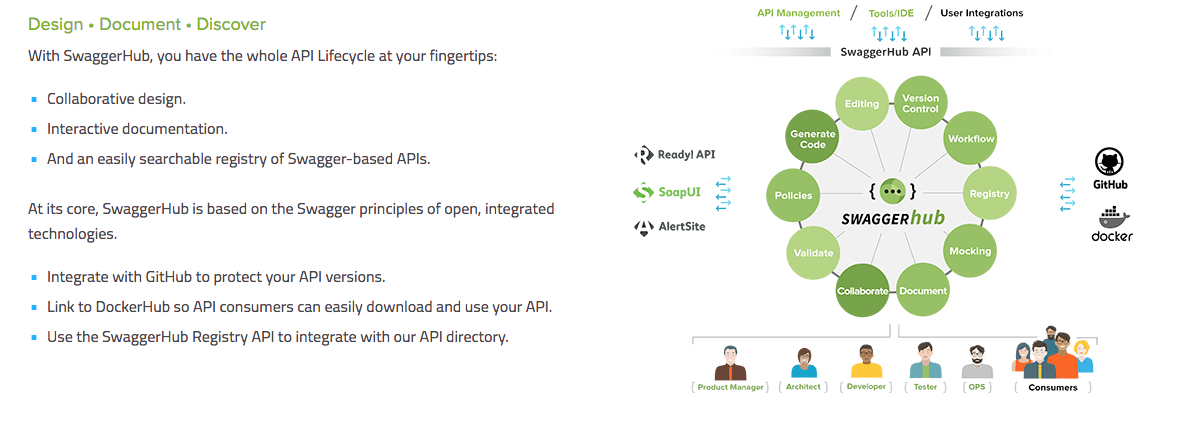 Design • Document • Discover
With SwaggerHub, you have the whole API Lifecycle at your fingertips:
Collaborative design.
Interactive documentation.
And an easily searchable registry of Swagger-based APIs.
At its core, SwaggerHub is based on the Swagger principles of open, integrated
technologies.
Integrate with GitHub to protect your API versions.
Link to DockerHub so API consumers can easily download and use your API.
Use the SwaggerHub Registry API to integrate with our API directory.
API Management / Tools/IDE / User Integrations
SwaggerHub API
Editing
Version
Control
Generate
Code
Workflow
Policies
Registry
Validate
Mocking
Collaborate
Document
{...}
SWAGGERhub
Ready! API
SoapUI
AlertSite
GitHub
docker
Product Manager
Architect
Developer
Tester
OPS
Consumers